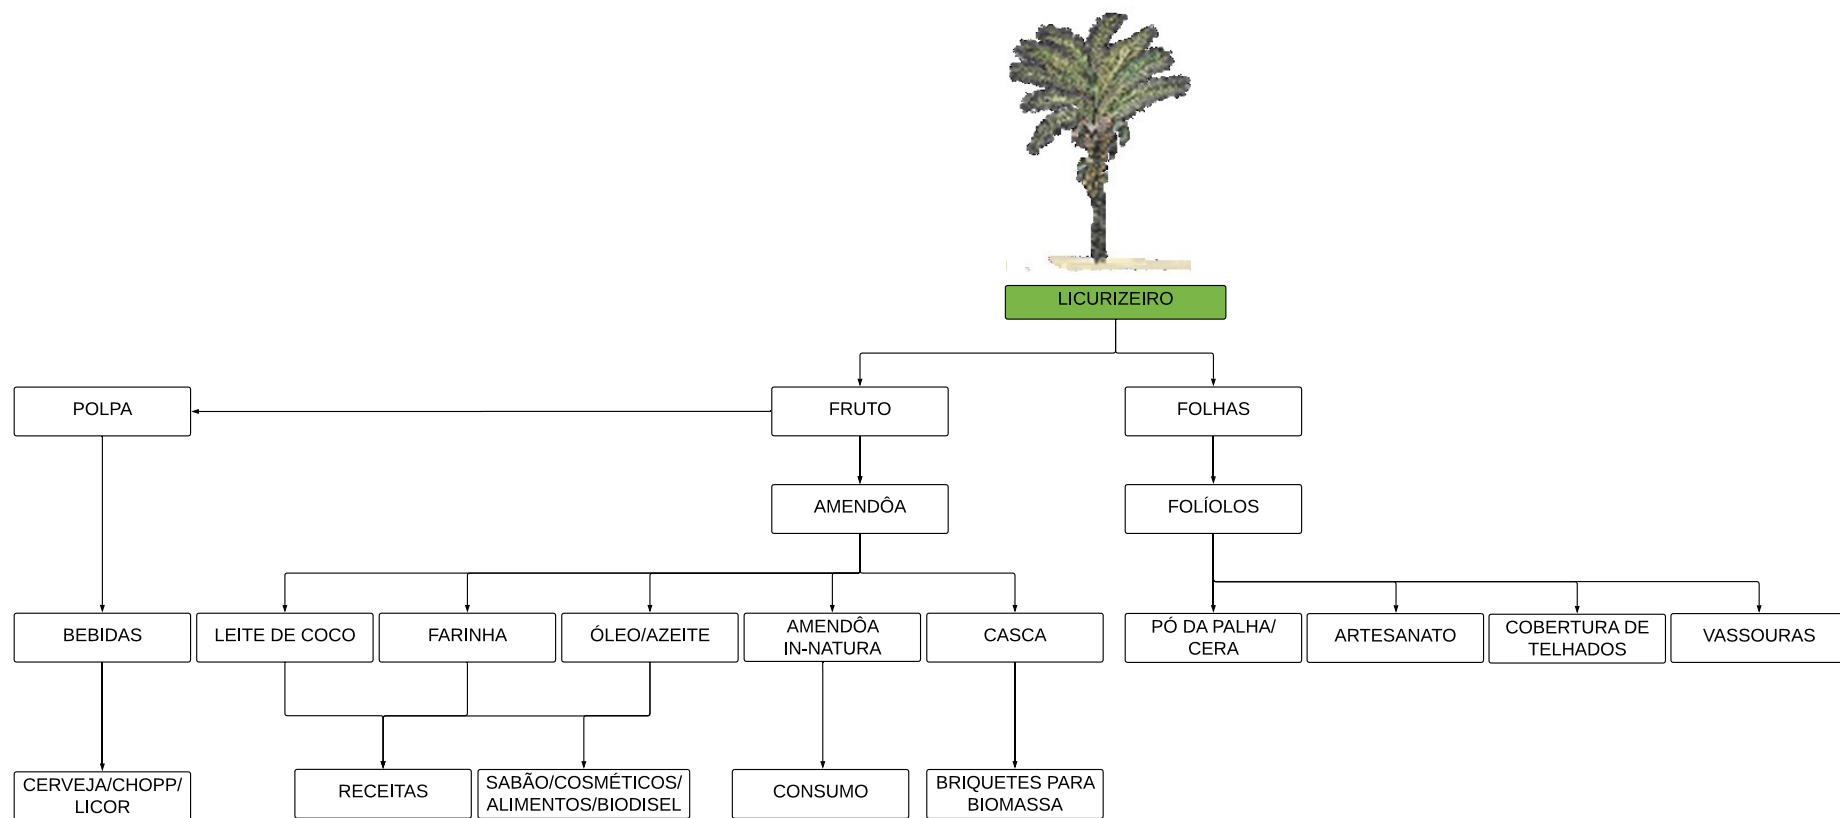 LICURIZEIRO
POLPA
FRUTO
FOLHAS
AMENDÔA
FOLÍOLOS
BEBIDAS
LEITE DE COCO
FARINHA
ÓLEO/AZEITE
AMENDÔA
IN-NATURA
CASCA
PÓ DA PALHA/
CERA
ARTESANATO
COBERTURA DE
TELHADOS
VASSOURAS
CERVEJA/CHOPP/
LICOR
RECEITAS
SABÃO/COSMÉTICOS/
ALIMENTOS/BIODISEL
CONSUMO
BRIQUETES PARA
BIOMASSA